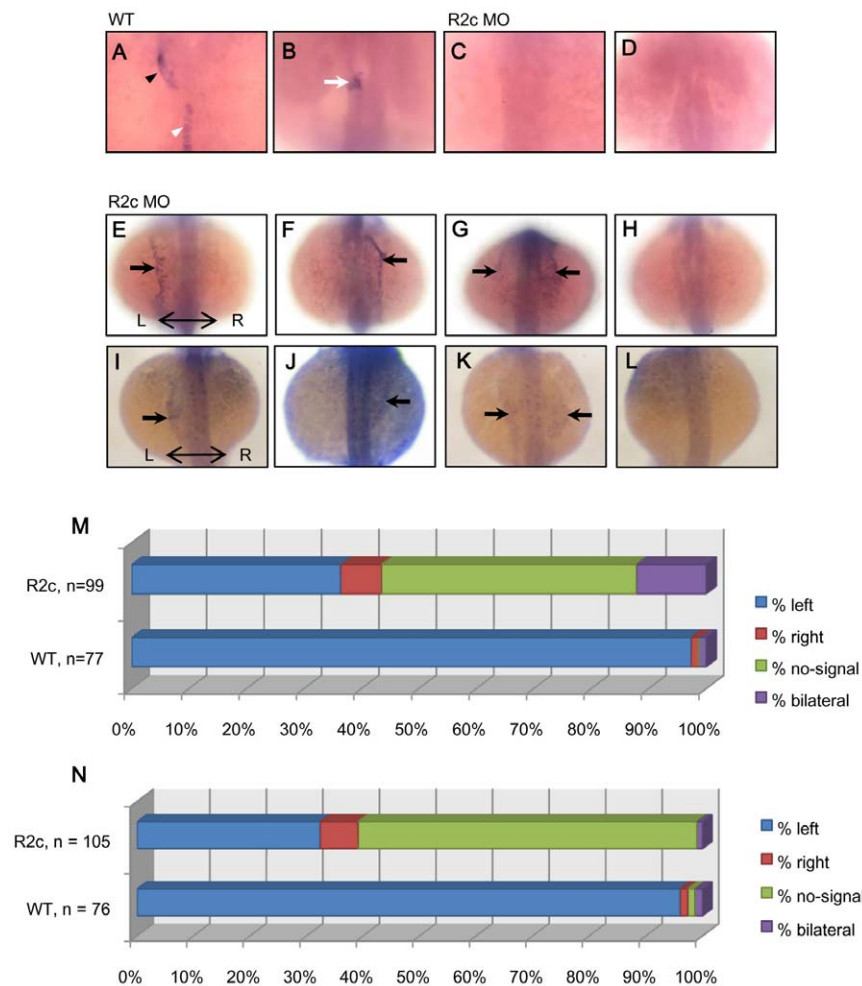 WT
R2c MO
A
B
C
D
R2c MO
E
L
R
F
G
H
I
L
R
J
K
L
M
R2c, n=99
WT, n=77
0% 10% 20% 30% 40% 50% 60% 70% 80% 90% 100%
% left
% right
% no-signal
% bilateral
N
R2c, n = 105
WT, n = 76
0% 10% 20% 30% 40% 50% 60% 70% 80% 90% 100%
% left
% right
% no-signal
% bilateral